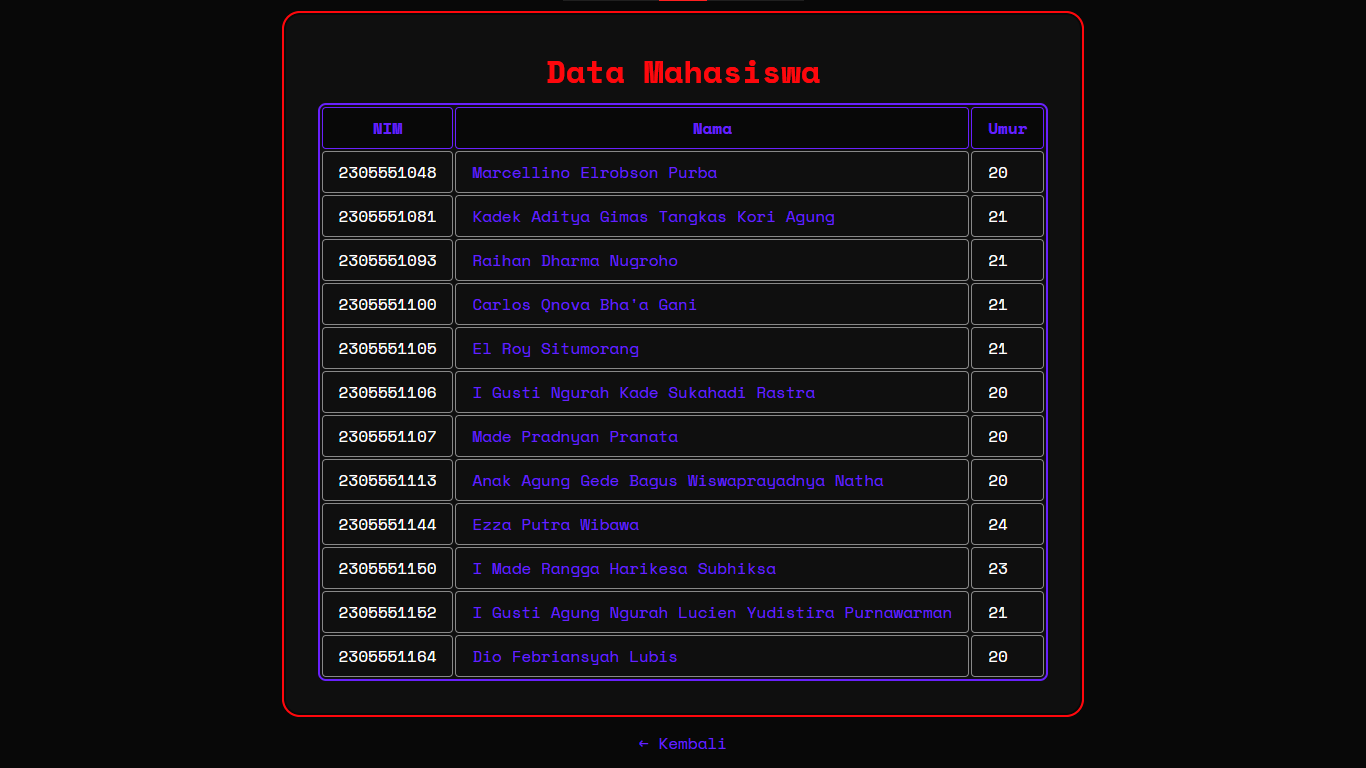 Data Mahasiswa
NIM Nama Umur
2305551048 Marcellino Elrobson Purba 20
2305551081 Kadek Aditya Gimas Tangkas Kori Agung 21
2305551093 Raihan Dharma Nugroho 21
2305551100 Carlos Qnova Bha'a Gani 21
2305551105 El Roy Situmorang 21
2305551106 I Gusti Ngurah Kade Sukahadi Rastra 20
2305551107 Made Pradnyan Pranata 20
2305551113 Anak Agung Gede Bagus Wiswaprayadnya Natha 20
2305551144 Ezza Putra Wibawa 24
2305551150 I Made Rangga Harikesa Subhiksa 23
2305551152 I Gusti Agung Ngurah Lucien Yudistira Purnawarman 21
2305551164 Dio Febriansyah Lubis 20
← Kembali